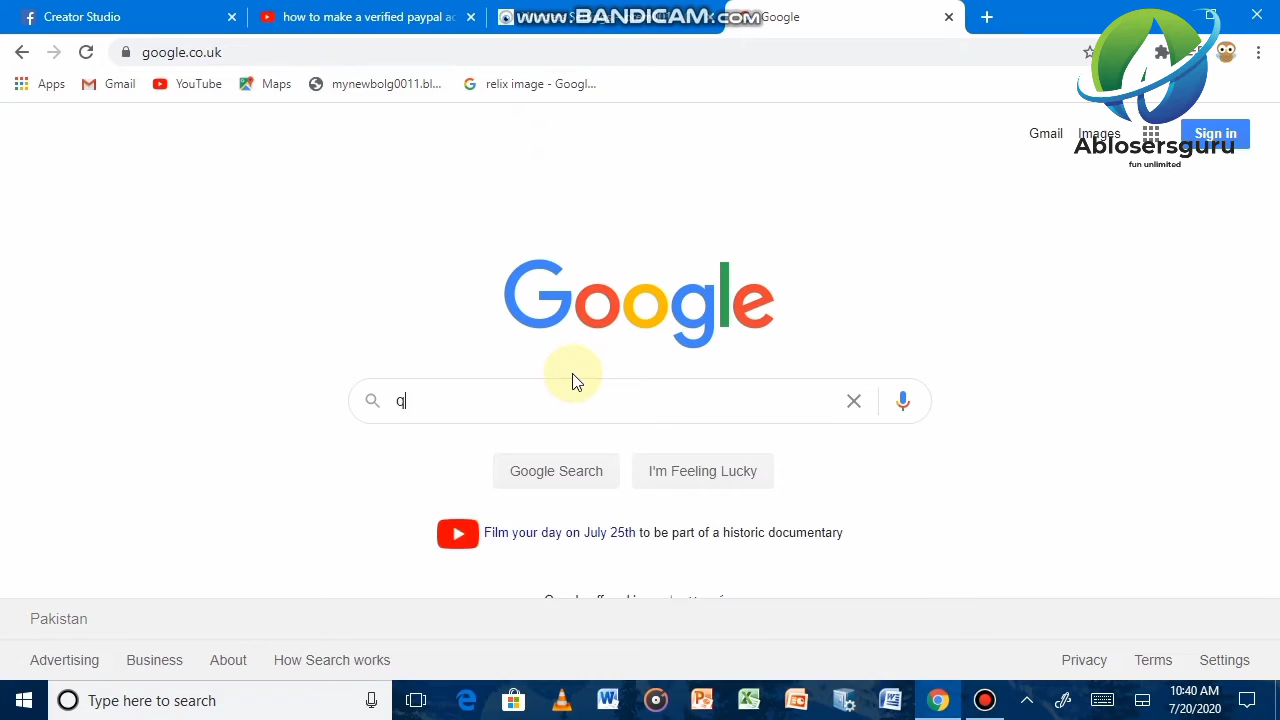 Creator Studio
how to make a verified paypal ac
www.BANDICAM.com
Google
google.co.uk
Apps
Gmail
YouTube
Maps
mynewbolg0011.bl...
relix image - Googl...
Gmail
Images
Sign in
Ablosersguru
fun unlimited
Google
q
Google Search
I'm Feeling Lucky
Film your day on July 25th to be part of a historic documentary
Pakistan
Advertising
Business
About
How Search works
Privacy
Terms
Settings
Type here to search
10:40 AM
7/20/2020